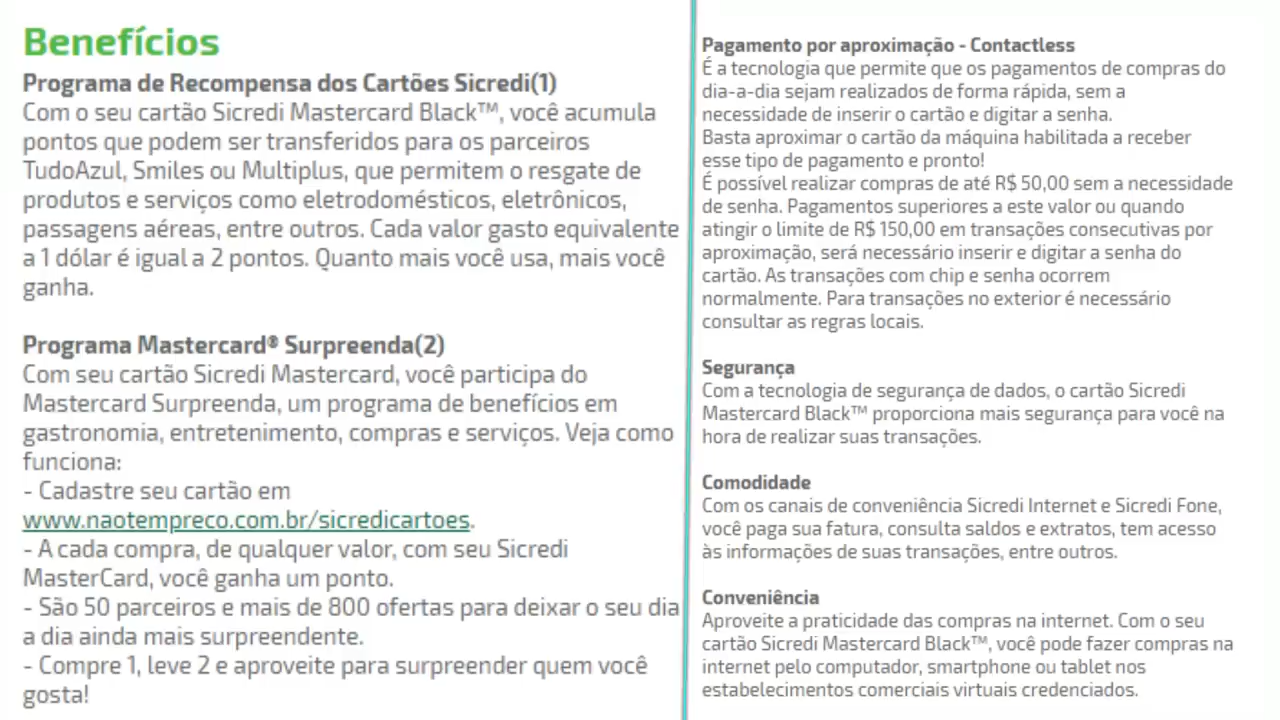 Benefícios
Programa de Recompensa dos Cartões Sicredi(1)
Com o seu cartão Sicredi Mastercard Black™, você acumula
pontos que podem ser transferidos para os parceiros
TudoAzul, Smiles ou Multiplus, que permitem o resgate de
produtos e serviços como eletrodomésticos, eletrônicos,
passagens aéreas, entre outros. Cada valor gasto equivalente
a 1 dólar é igual a 2 pontos. Quanto mais você usa, mais você
ganha.
Programa Mastercard® Surpreenda(2)
Com seu cartão Sicredi Mastercard, você participa do
Mastercard Surpreenda, um programa de benefícios em
gastronomia, entretenimento, compras e serviços. Veja como
funciona:
- Cadastre seu cartão em
www.naotempreco.com.br/sicredicartoes.
- A cada compra, de qualquer valor, com seu Sicredi
MasterCard, você ganha um ponto.
- São 50 parceiros e mais de 800 ofertas para deixar o seu dia
a dia ainda mais surpreendente.
- Compre 1, leve 2 e aproveite para surpreender quem você
gosta!
Pagamento por aproximação - Contactless
É a tecnologia que permite que os pagamentos de compras do
dia-a-dia sejam realizados de forma rápida, sem a
necessidade de inserir o cartão e digitar a senha.
Basta aproximar o cartão da máquina habilitada a receber
esse tipo de pagamento e pronto!
É possível realizar compras de até R$ 50,00 sem a necessidade
de senha. Pagamentos superiores a este valor ou quando
atingir o limite de R$ 150,00 em transações consecutivas por
aproximação, será necessário inserir e digitar a senha do
cartão. As transações com chip e senha ocorrem
normalmente. Para transações no exterior é necessário
consultar as regras locais.
Segurança
Com a tecnologia de segurança de dados, o cartão Sicredi
Mastercard Black™ proporciona mais segurança para você na
hora de realizar suas transações.
Comodidade
Com os canais de conveniência Sicredi Internet e Sicredi Fone,
você paga sua fatura, consulta saldos e extratos, tem acesso
às informações de suas transações, entre outros.
Conveniência
Aproveite a praticidade das compras na internet. Com o seu
cartão Sicredi Mastercard Black™, você pode fazer compras na
internet pelo computador, smartphone ou tablet nos
estabelecimentos comerciais virtuais credenciados.